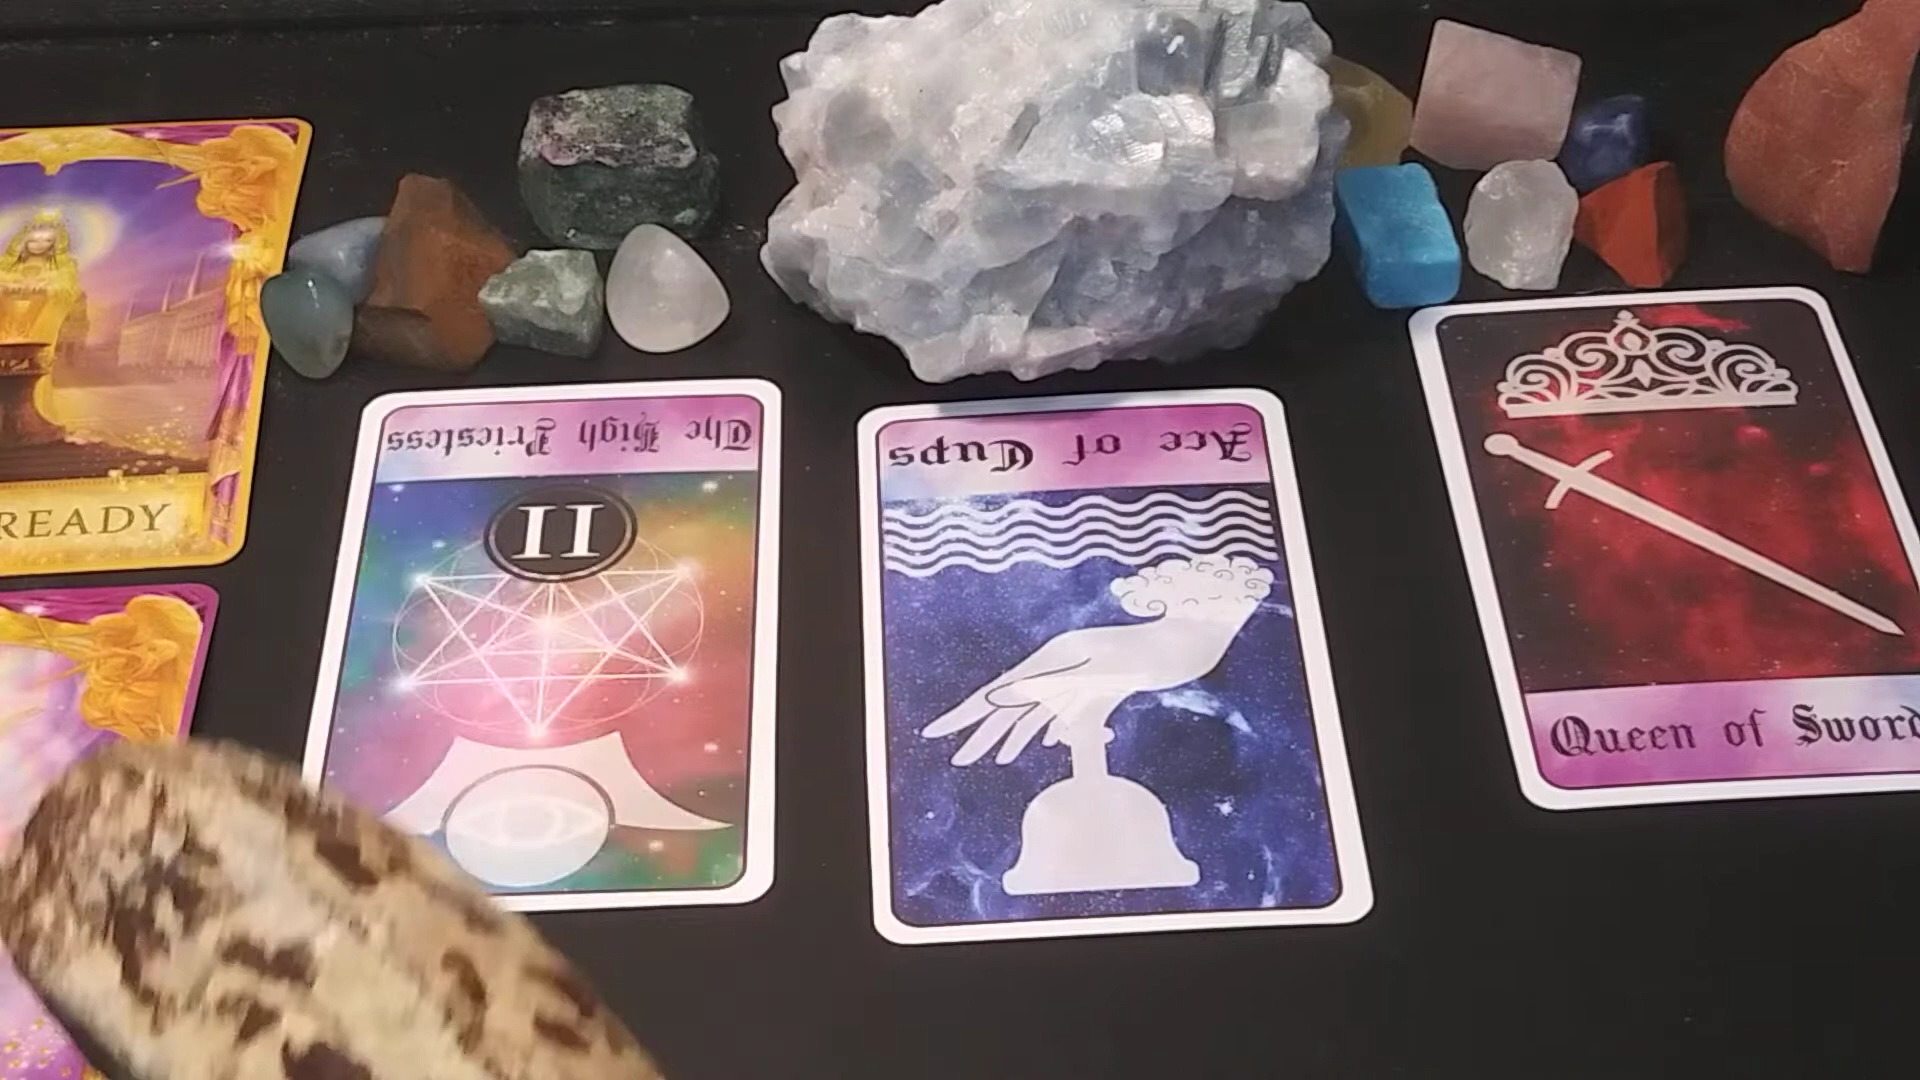 READY
The High Priestess
II
Ace of Cups
Queen of Sword